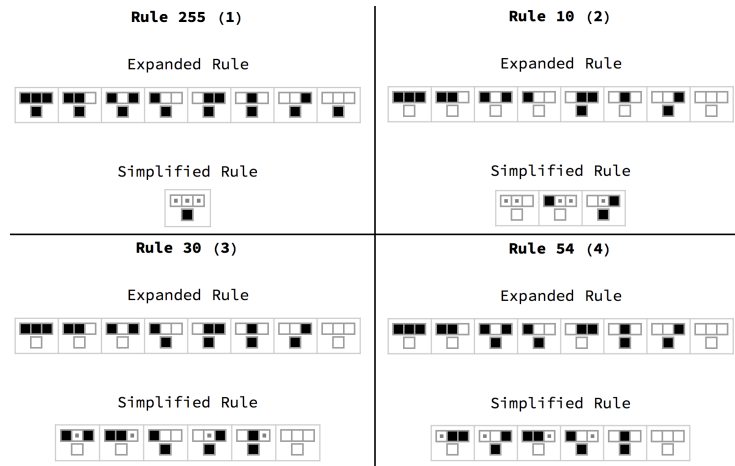 Rule 255 (1)
Expanded Rule
Simplified Rule
Rule 10 (2)
Expanded Rule
Simplified Rule
Rule 30 (3)
Expanded Rule
Simplified Rule
Rule 54 (4)
Expanded Rule
Simplified Rule